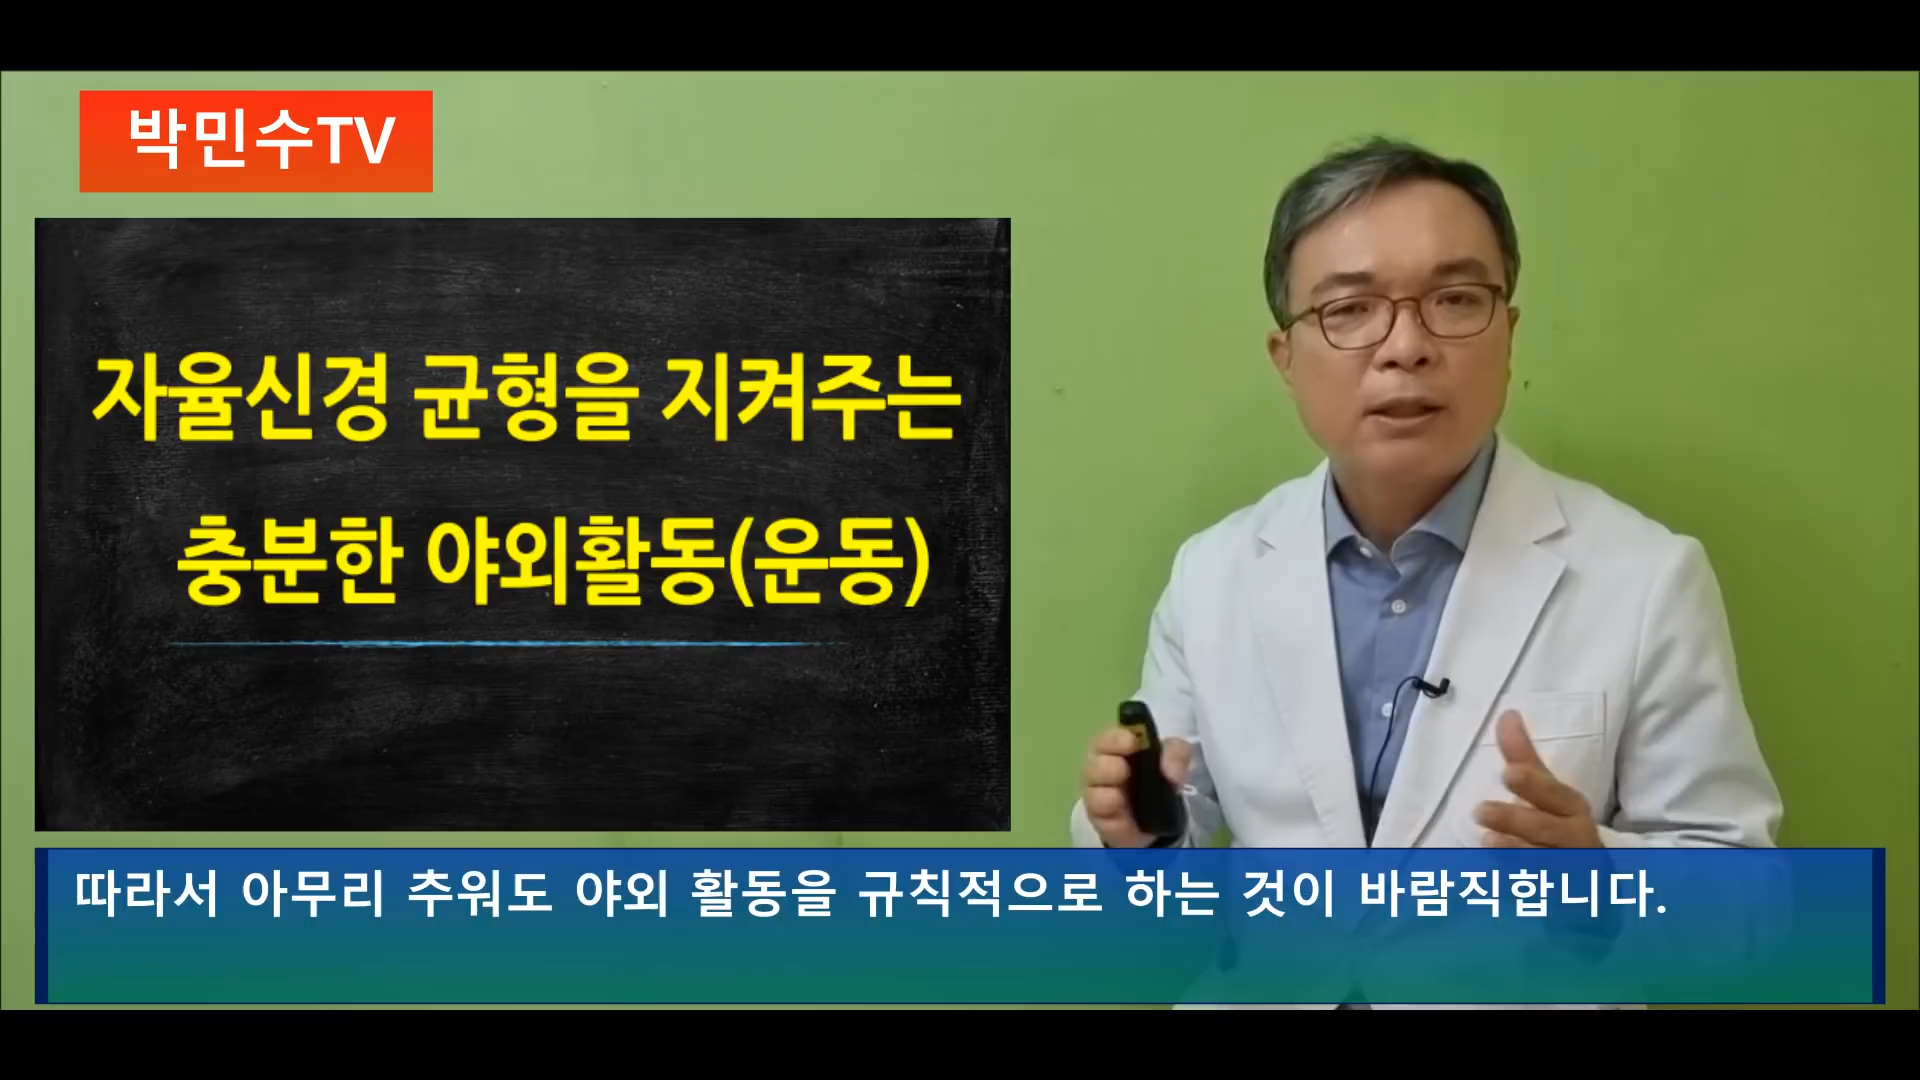 박민수TV
자율신경 균형을 지켜주는
충분한 야외활동(운동)
따라서 아무리 추워도 야외 활동을 규칙적으로 하는 것이 바람직합니다.